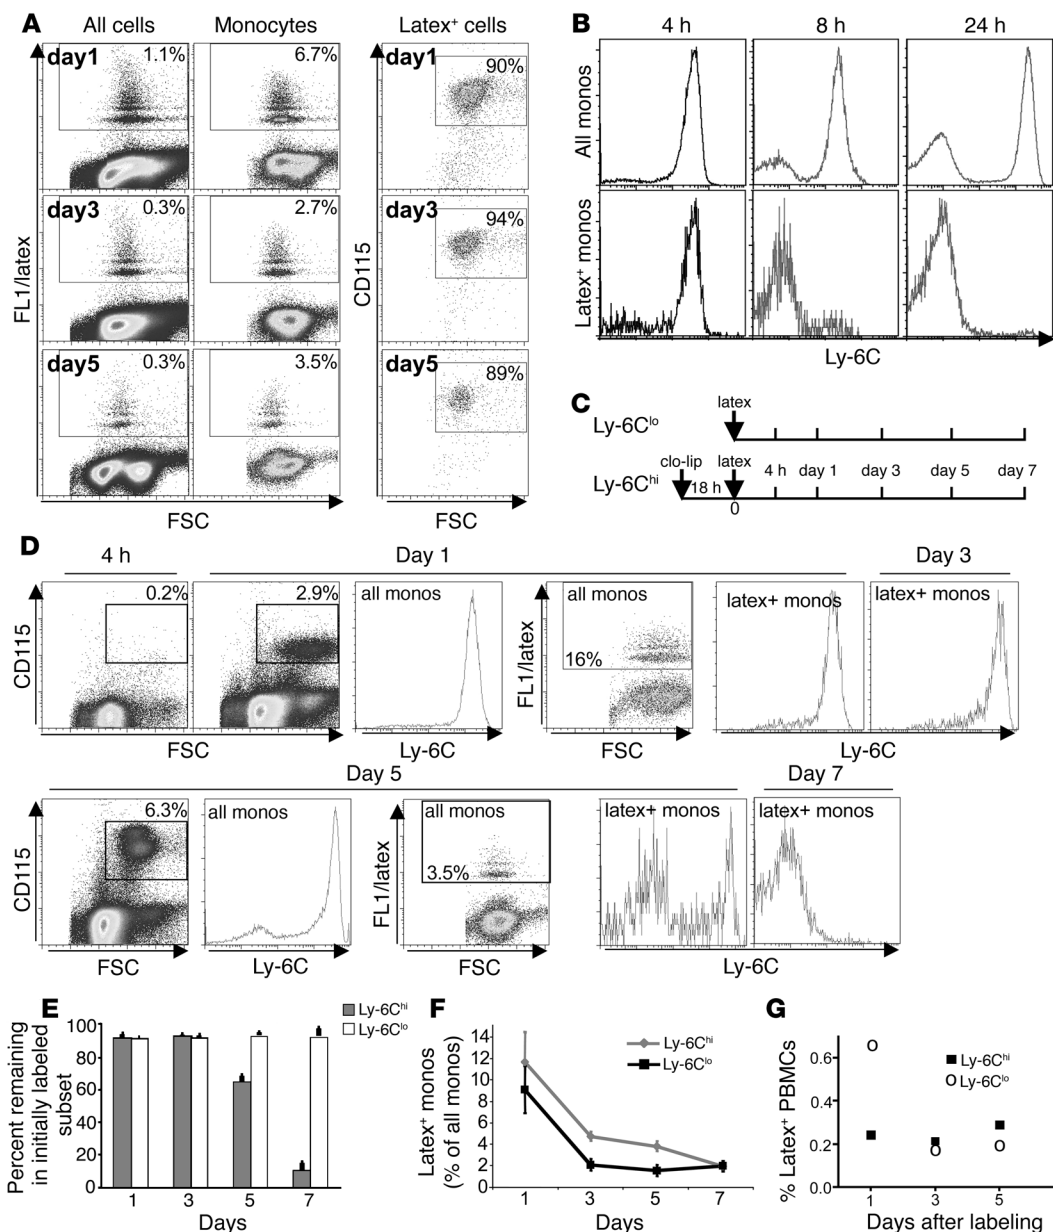 A
All cells
Monocytes
Latex⁺ cells
day1
1.1%
6.7%
day1
90%
day3
0.3%
2.7%
day3
94%
day5
0.3%
3.5%
day5
89%
FL1/latex
CD115
FSC
FSC
B
4 h
8 h
24 h
All monos
Latex⁺ monos
Ly-6C
C
latex
Ly-6Cˡᵒ
clo-lip
latex
Ly-6Cʰⁱ
18 h
4 h
day 1
day 3
day 5
day 7
0
D
4 h
Day 1
Day 3
0.2%
2.9%
all monos
all monos
16%
latex+ monos
latex+ monos
CD115
FL1/latex
FSC
Ly-6C
FSC
Ly-6C
Day 5
Day 7
6.3%
all monos
all monos
3.5%
latex+ monos
latex+ monos
CD115
FL1/latex
FSC
Ly-6C
FSC
Ly-6C
E
Ly-6Cʰⁱ
Ly-6Cˡᵒ
Percent remaining
in initially labeled
subset
100
80
60
40
20
0
1
3
5
7
Days
F
Ly-6Cʰⁱ
Ly-6Cˡᵒ
Latex⁺ monos
(% of all monos)
14
12
10
8
6
4
2
0
1
3
5
7
Days
G
Ly-6Cʰⁱ
Ly-6Cˡᵒ
% Latex⁺ PBMCs
0.6
0.4
0.2
0.0
1
3
5
Days after labeling